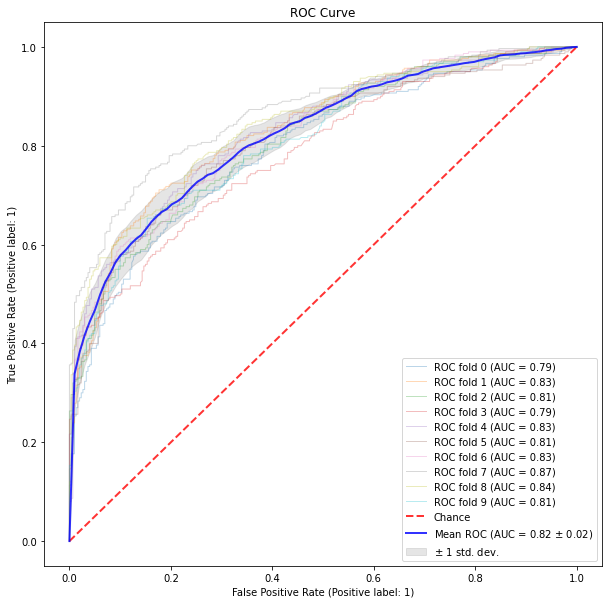 ROC Curve
True Positive Rate (Positive label: 1)
1.0
0.8
0.6
0.4
0.2
0.0
ROC fold 0 (AUC = 0.79)
ROC fold 1 (AUC = 0.83)
ROC fold 2 (AUC = 0.81)
ROC fold 3 (AUC = 0.79)
ROC fold 4 (AUC = 0.83)
ROC fold 5 (AUC = 0.81)
ROC fold 6 (AUC = 0.83)
ROC fold 7 (AUC = 0.87)
ROC fold 8 (AUC = 0.84)
ROC fold 9 (AUC = 0.81)
Chance
Mean ROC (AUC = 0.82 ± 0.02)
± 1 std. dev.
0.0 0.2 0.4 0.6 0.8 1.0
False Positive Rate (Positive label: 1)